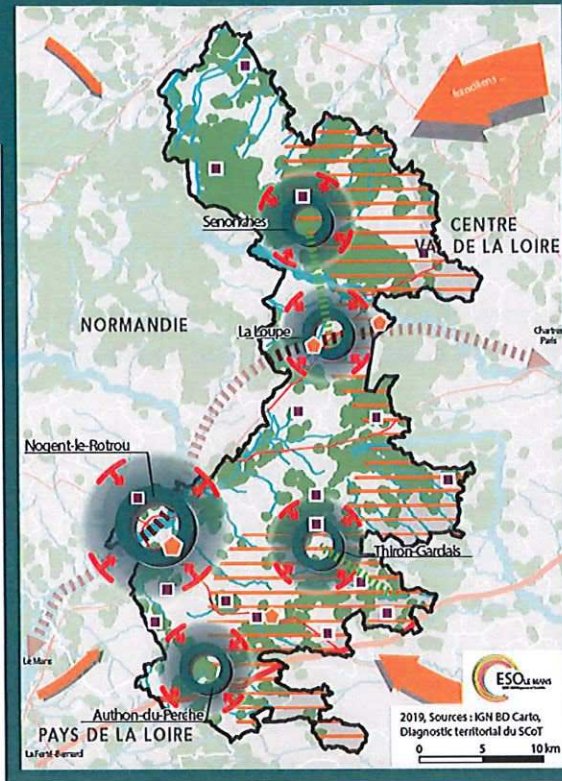 franciliens ...
Senonches
CENTRE
VAL DE LA LOIRE
NORMANDIE
La Loupe
Chartres
Paris
Nogent-le-Rotrou
Thiron-Gardais
Le Mans
Authon-du-Perche
PAYS DE LA LOIRE
La Ferté-Bernard
ESO LE MANS
2019, Sources : IGN BD Carto,
Diagnostic territorial du SCoT
0 5 10 km